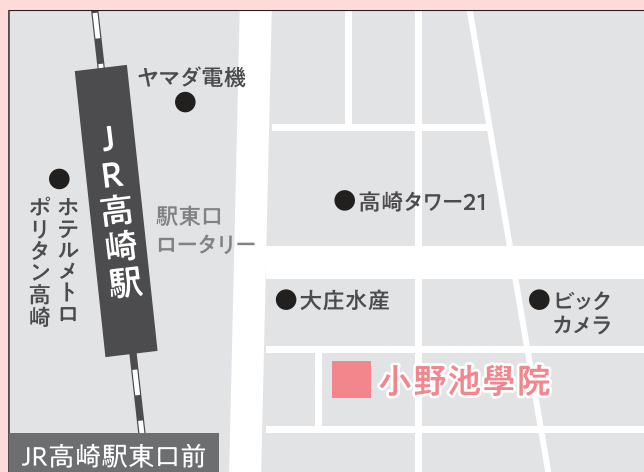 ヤマダ電機
JR高崎駅
ホテルメトロ
ポリタン高崎
駅東口
ロータリー
高崎タワー21
大庄水産
ビック
カメラ
小野池學院
JR高崎駅東口前